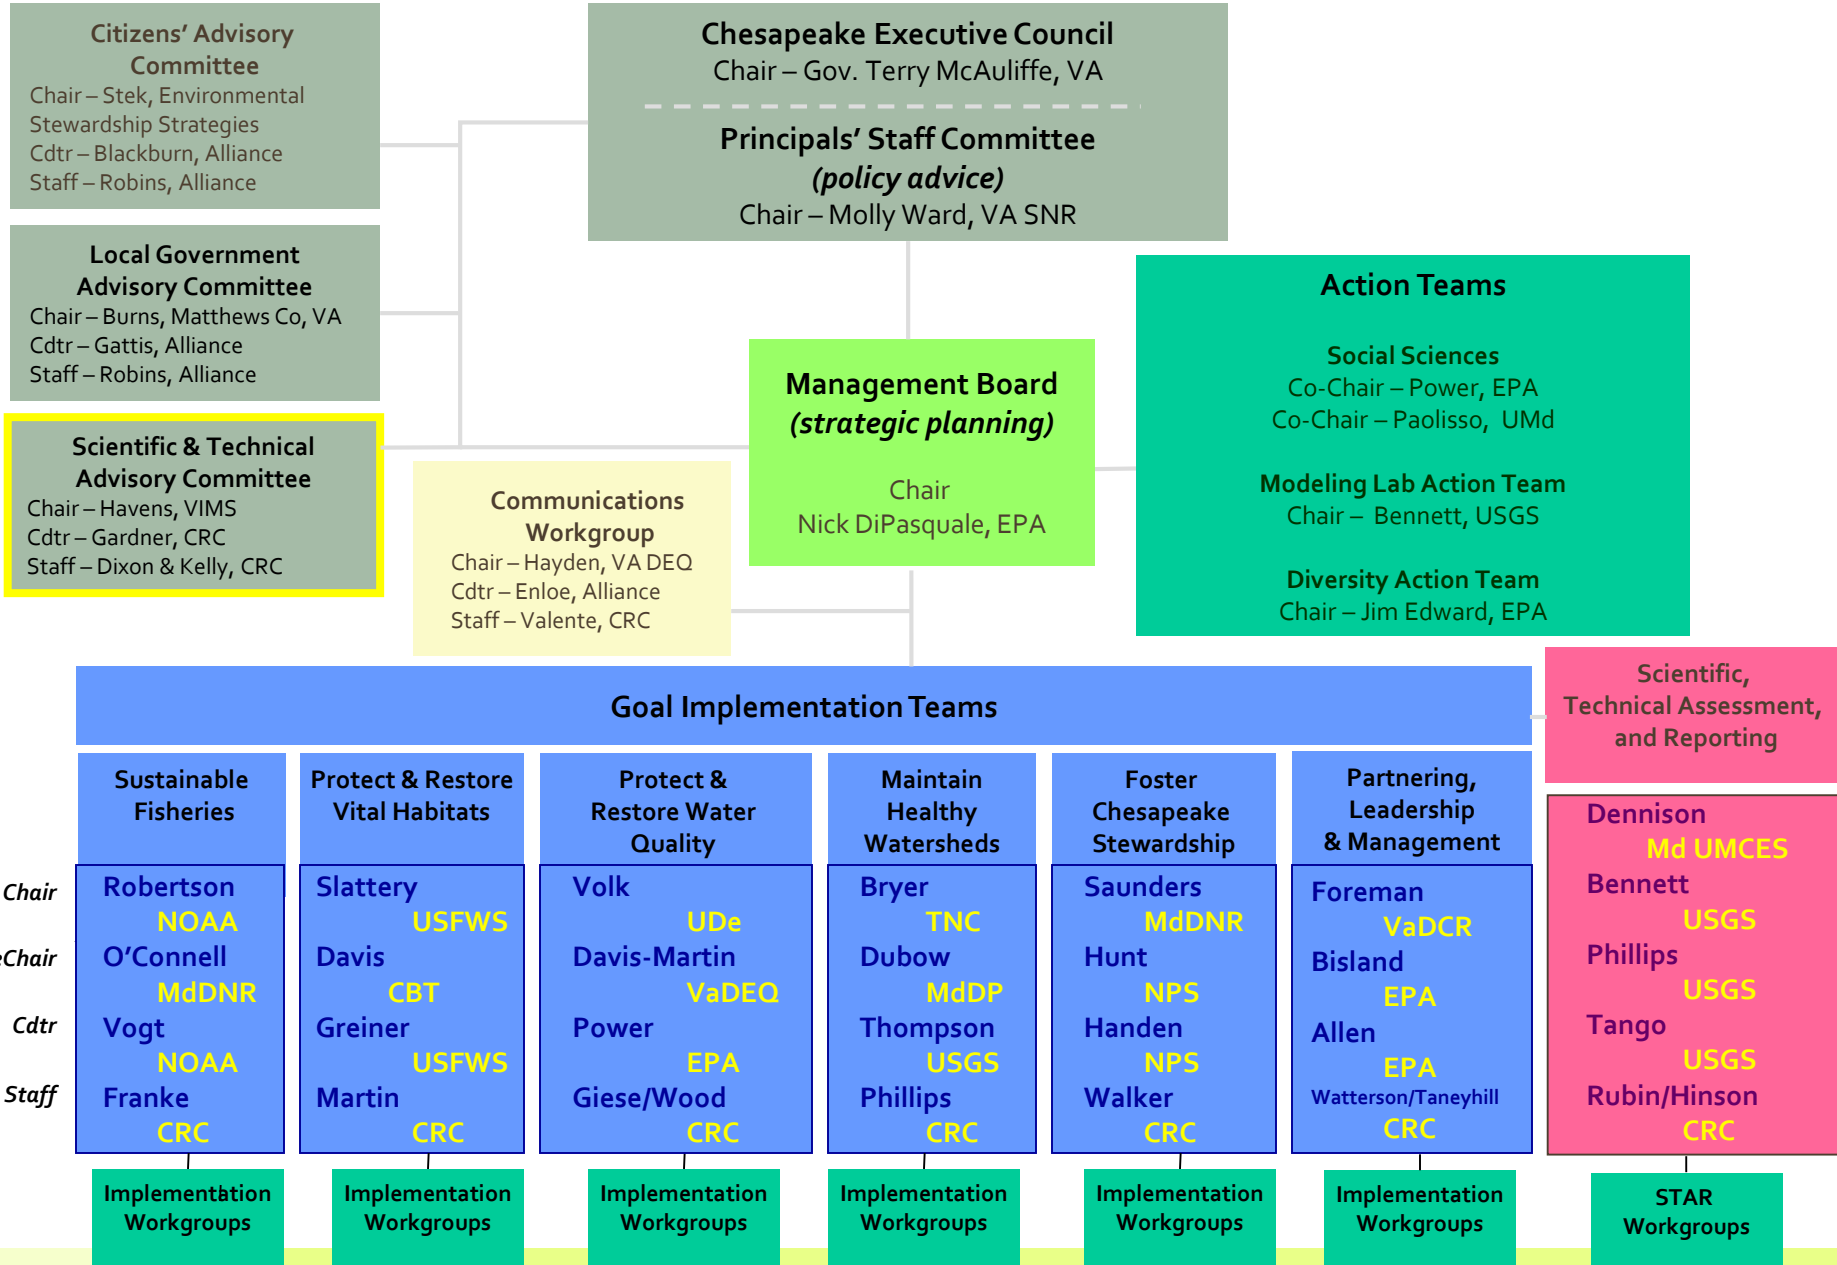 Citizens’ Advisory
Committee
Chair – Stek, Environmental
Stewardship Strategies
Cdtr – Blackburn, Alliance
Staff – Robins, Alliance
Chesapeake Executive Council
Chair – Gov. Terry McAuliffe, VA
Principals’ Staff Committee
(policy advice)
Chair – Molly Ward, VA SNR
Local Government
Advisory Committee
Chair – Burns, Matthews Co, VA
Cdtr – Gattis, Alliance
Staff – Robins, Alliance
Scientific & Technical
Advisory Committee
Chair – Havens, VIMS
Cdtr – Gardner, CRC
Staff – Dixon & Kelly, CRC
Communications
Workgroup
Chair – Hayden, VA DEQ
Cdtr – Enloe, Alliance
Staff – Valente, CRC
Management Board
(strategic planning)
Chair
Nick DiPasquale, EPA
Action Teams
Social Sciences
Co-Chair – Power, EPA
Co-Chair – Paolisso, UMd
Modeling Lab Action Team
Chair – Bennett, USGS
Diversity Action Team
Chair – Jim Edward, EPA
Goal Implementation Teams
Scientific,
Technical Assessment,
and Reporting
Sustainable
Fisheries
Protect & Restore
Vital Habitats
Protect &
Restore Water
Quality
Maintain
Healthy
Watersheds
Foster
Chesapeake
Stewardship
Partnering,
Leadership
& Management
Chair
eChair
Cdtr
Staff
Robertson
NOAA
O’Connell
MdDNR
Vogt
NOAA
Franke
CRC
Slattery
USFWS
Davis
CBT
Greiner
USFWS
Martin
CRC
Volk
UDe
Davis-Martin
VaDEQ
Power
EPA
Giese/Wood
CRC
Bryer
TNC
Dubow
MdDP
Thompson
USGS
Phillips
CRC
Saunders
MdDNR
Hunt
NPS
Handen
NPS
Walker
CRC
Foreman
VaDCR
Bisland
EPA
Allen
EPA
Watterson/Taneyhill
CRC
Dennison
Md UMCES
Bennett
USGS
Phillips
USGS
Tango
USGS
Rubin/Hinson
CRC
Implementation
Workgroups
Implementation
Workgroups
Implementation
Workgroups
Implementation
Workgroups
Implementation
Workgroups
Implementation
Workgroups
STAR
Workgroups